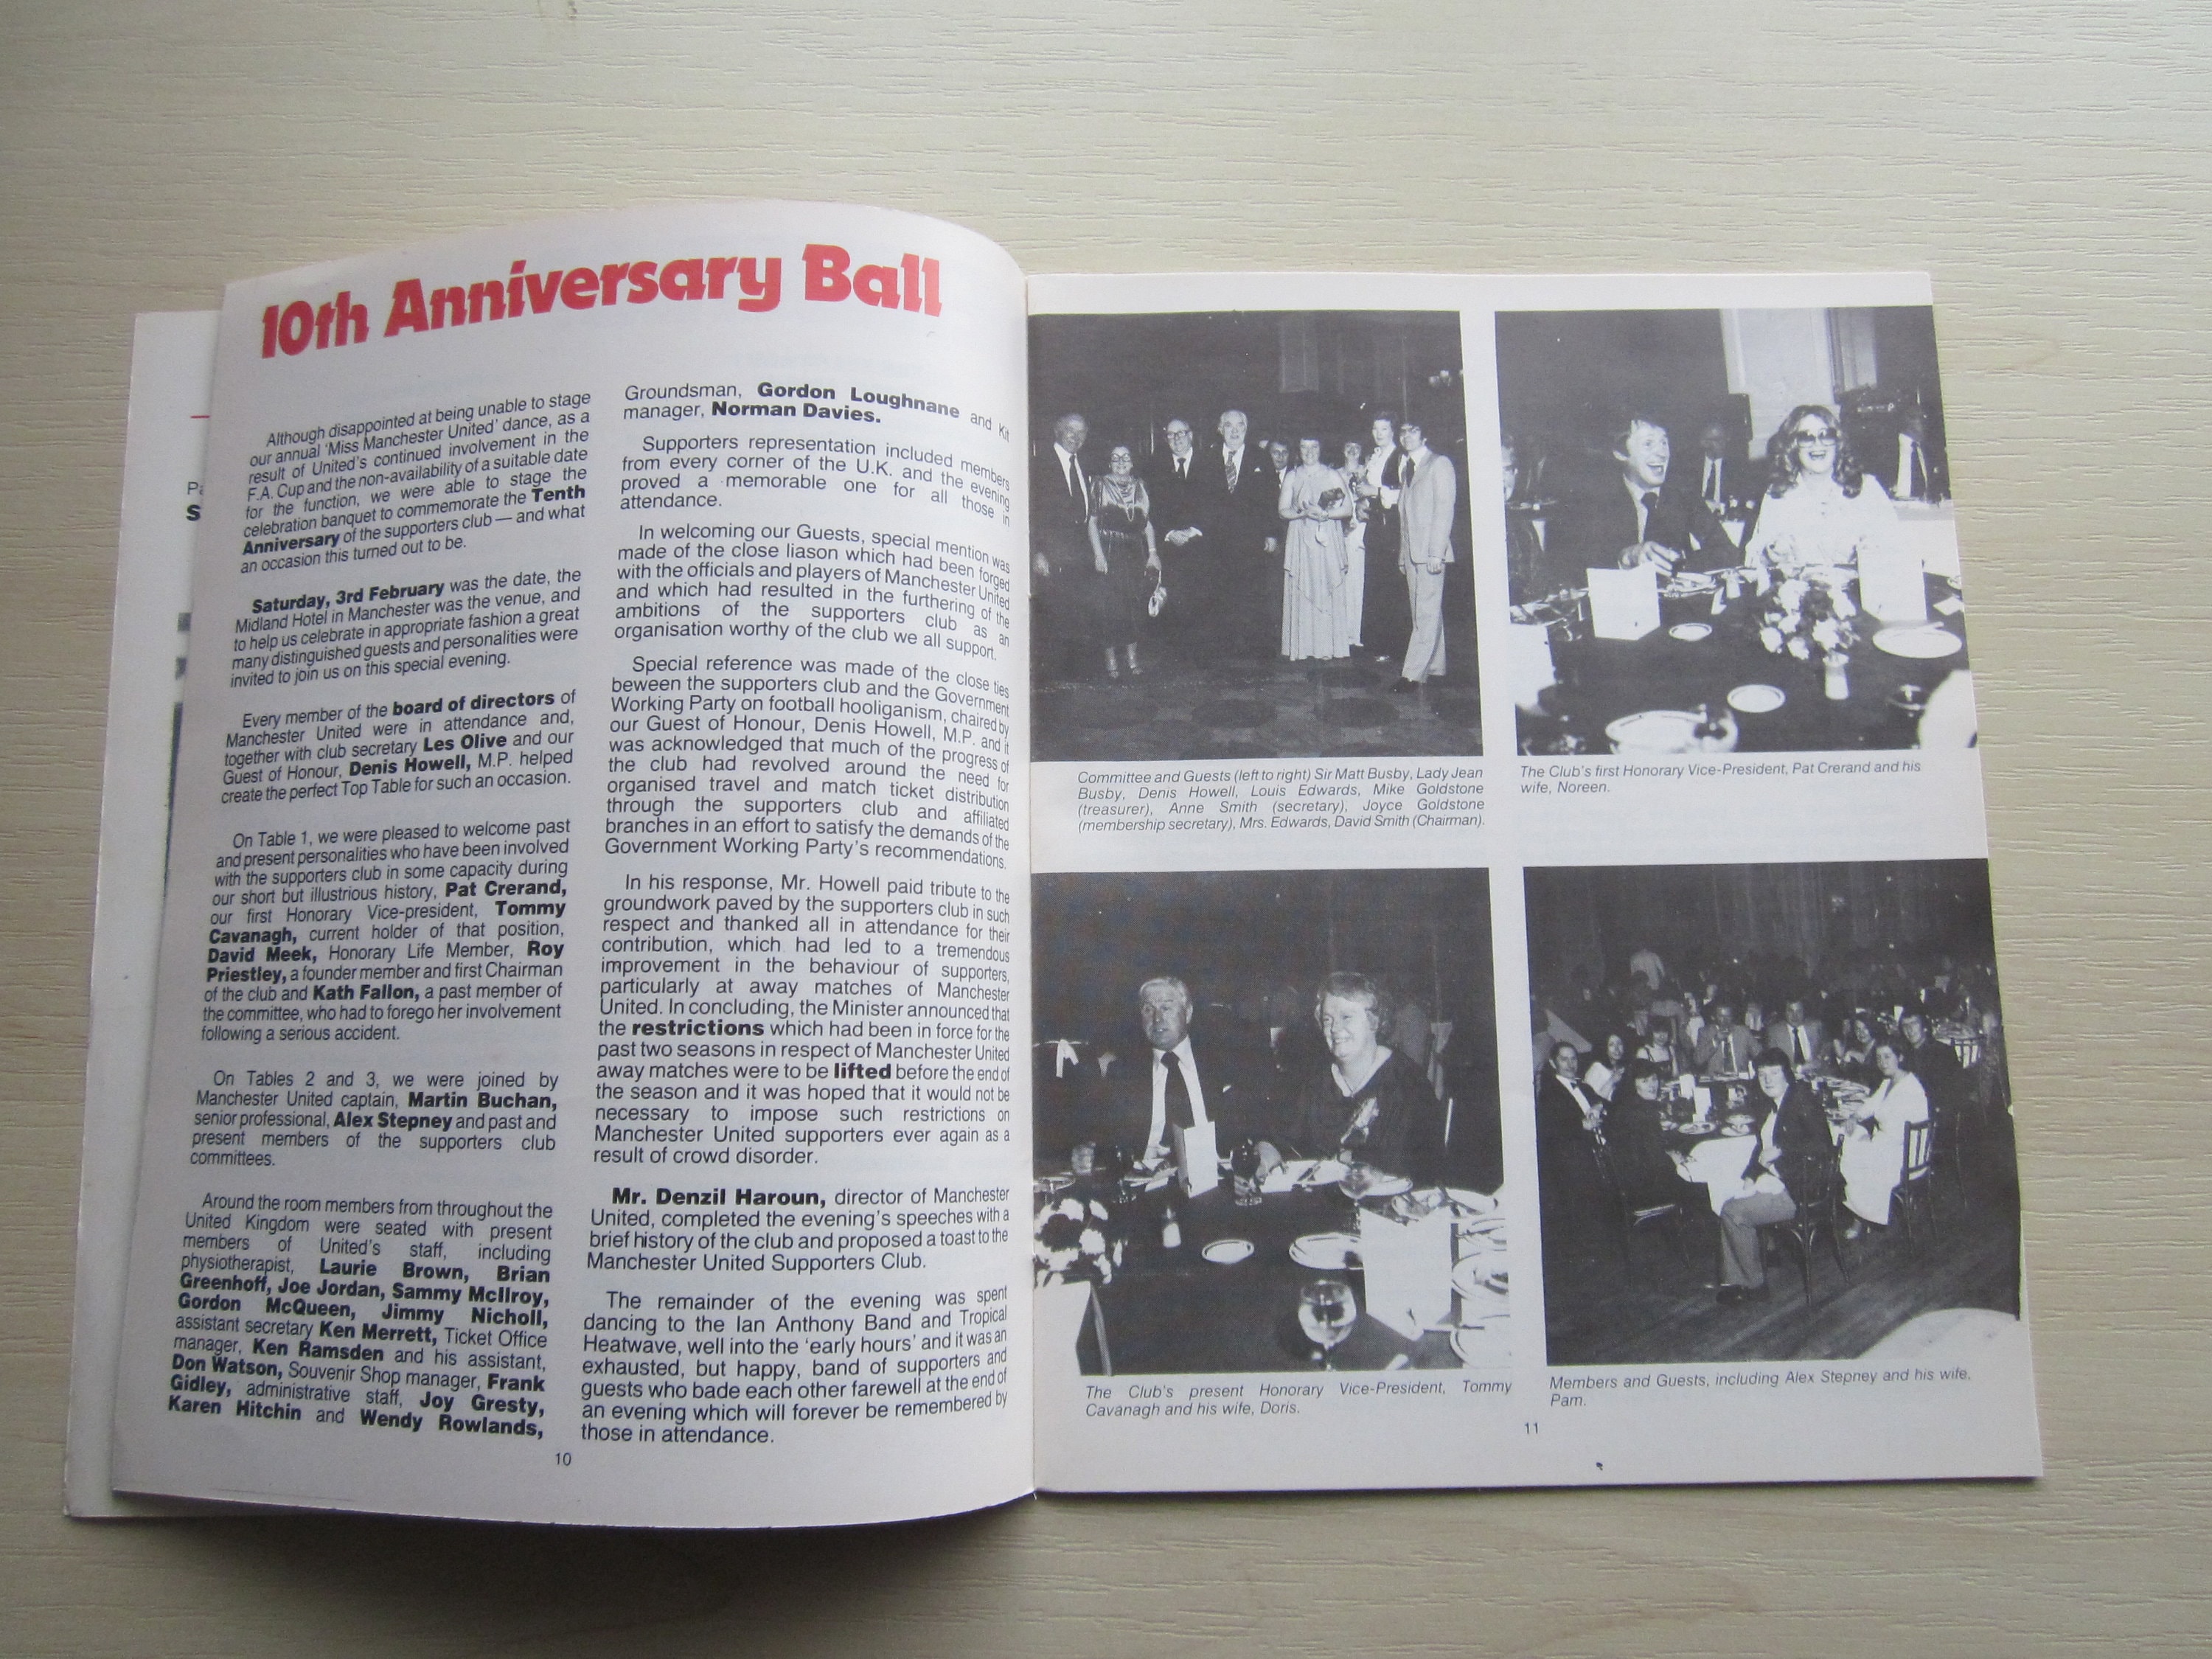 10th Anniversary Ball
Although disappointed at being unable to stage
our annual 'Miss Manchester United' dance, as a
result of United's continued involvement in the
F.A. Cup and the non-availability of a suitable date
for the function, we were able to stage the
celebration banquet to commemorate the Tenth
Anniversary of the supporters club — and what
an occasion this turned out to be.
Saturday, 3rd February was the date, the
Midland Hotel in Manchester was the venue, and
to help us celebrate in appropriate fashion a great
many distinguished guests and personalities were
invited to join us on this special evening.
Every member of the board of directors of
Manchester United were in attendance and,
together with club secretary Les Olive and our
Guest of Honour, Denis Howell, M.P. helped
create the perfect Top Table for such an occasion.
On Table 1, we were pleased to welcome past
and present personalities who have been involved
with the supporters club in some capacity during
our short but illustrious history, Pat Crerand,
our first Honorary Vice-president, Tommy
Cavanagh, current holder of that position,
David Meek, Honorary Life Member, Roy
Priestley, a founder member and first Chairman
of the club and Kath Fallon, a past member of
the committee, who had to forego her involvement
following a serious accident.
On Tables 2 and 3, we were joined by
Manchester United captain, Martin Buchan,
senior professional, Alex Stepney and past and
present members of the supporters club
committees.
Around the room members from throughout the
United Kingdom were seated with present
members of United's staff, including
physiotherapist, Laurie Brown, Brian
Greenhoff, Joe Jordan, Sammy McIlroy,
Gordon McQueen, Jimmy Nicholl,
assistant secretary Ken Merrett, Ticket Office
manager, Ken Ramsden and his assistant,
Don Watson, Souvenir Shop manager, Frank
Gidley, administrative staff, Joy Gresty,
Karen Hitchin and Wendy Rowlands,
10
Groundsman, Gordon Loughnane and Kit
manager, Norman Davies.
Supporters representation included members
from every corner of the U.K. and the evening
proved a memorable one for all those in
attendance.
In welcoming our Guests, special mention was
made of the close liason which had been forged
with the officials and players of Manchester United
and which had resulted in the furthering of the
ambitions of the supporters club as an
organisation worthy of the club we all support.
Special reference was made of the close ties
beween the supporters club and the Government
Working Party on football hooliganism, chaired by
our Guest of Honour, Denis Howell, M.P. and it
was acknowledged that much of the progress of
the club had revolved around the need for
organised travel and match ticket distribution
through the supporters club and affiliated
branches in an effort to satisfy the demands of the
Government Working Party's recommendations.
In his response, Mr. Howell paid tribute to the
groundwork paved by the supporters club in such
respect and thanked all in attendance for their
contribution, which had led to a tremendous
improvement in the behaviour of supporters,
particularly at away matches of Manchester
United. In concluding, the Minister announced that
the restrictions which had been in force for the
past two seasons in respect of Manchester United
away matches were to be lifted before the end of
the season and it was hoped that it would not be
necessary to impose such restrictions on
Manchester United supporters ever again as a
result of crowd disorder.
Mr. Denzil Haroun, director of Manchester
United, completed the evening's speeches with a
brief history of the club and proposed a toast to the
Manchester United Supporters Club.
The remainder of the evening was spent
dancing to the Ian Anthony Band and Tropical
Heatwave, well into the 'early hours' and it was an
exhausted, but happy, band of supporters and
guests who bade each other farewell at the end of
an evening which will forever be remembered by
those in attendance.
Committee and Guests (left to right) Sir Matt Busby, Lady Jean
Busby, Denis Howell, Louis Edwards, Mike Goldstone
(treasurer), Anne Smith (secretary), Joyce Goldstone
(membership secretary), Mrs. Edwards, David Smith (Chairman).
The Club's first Honorary Vice-President, Pat Crerand and his
wife, Noreen.
The Club's present Honorary Vice-President, Tommy
Cavanagh and his wife, Doris.
Members and Guests, including Alex Stepney and his wife,
Pam.
11